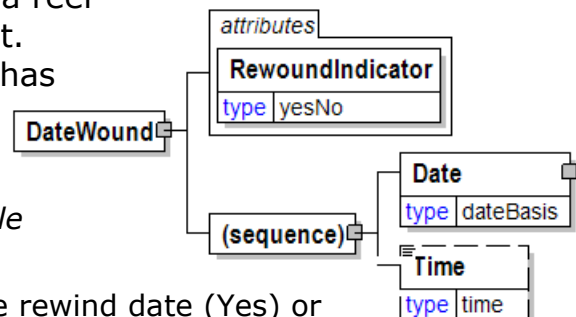 a reel
t.
has
attributes
RewoundIndicator
type yesNo
DateWound
Date
type dateBasis
le
(sequence)
Time
type time
e rewind date (Yes) or